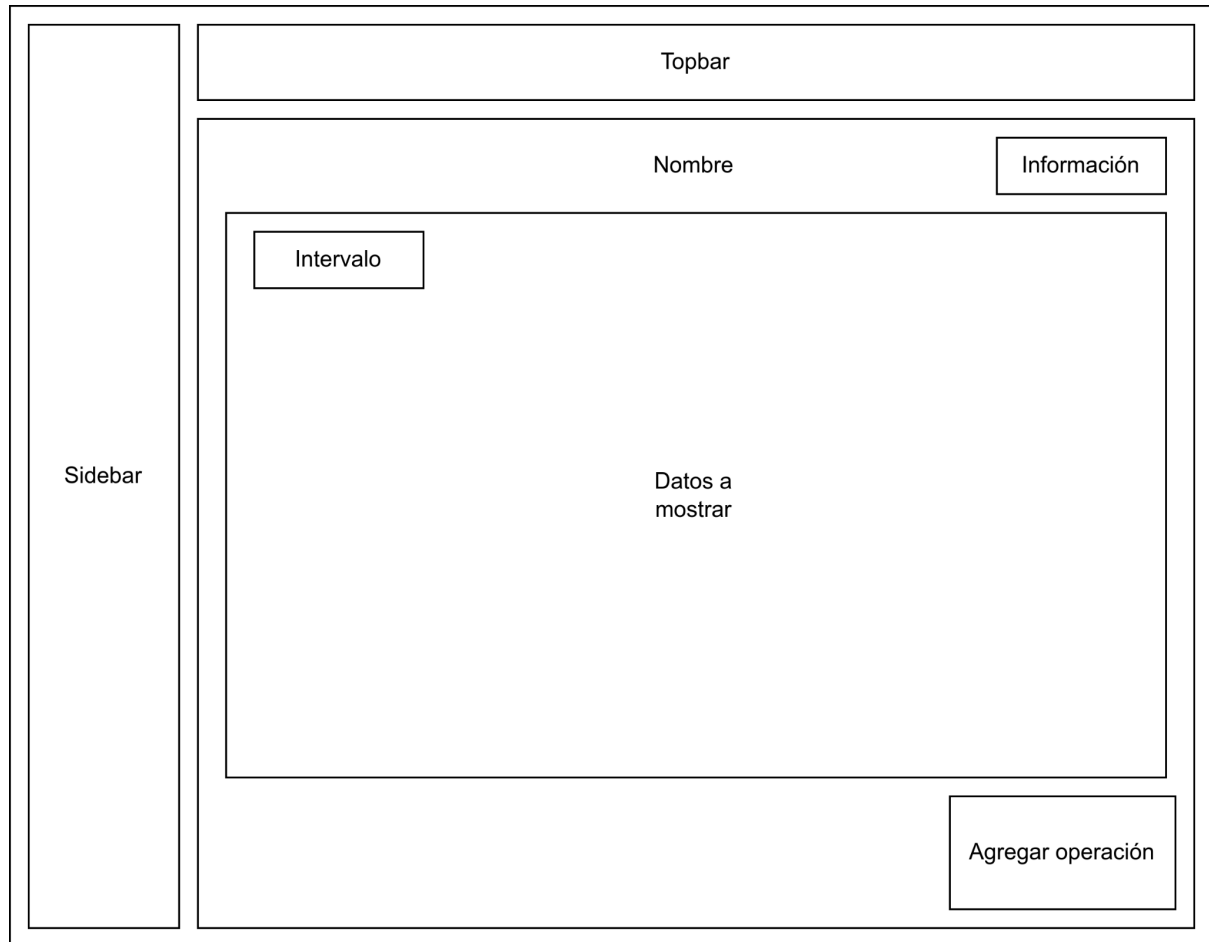 Topbar
Nombre
Información
Intervalo
Sidebar
Datos a
mostrar
Agregar operación